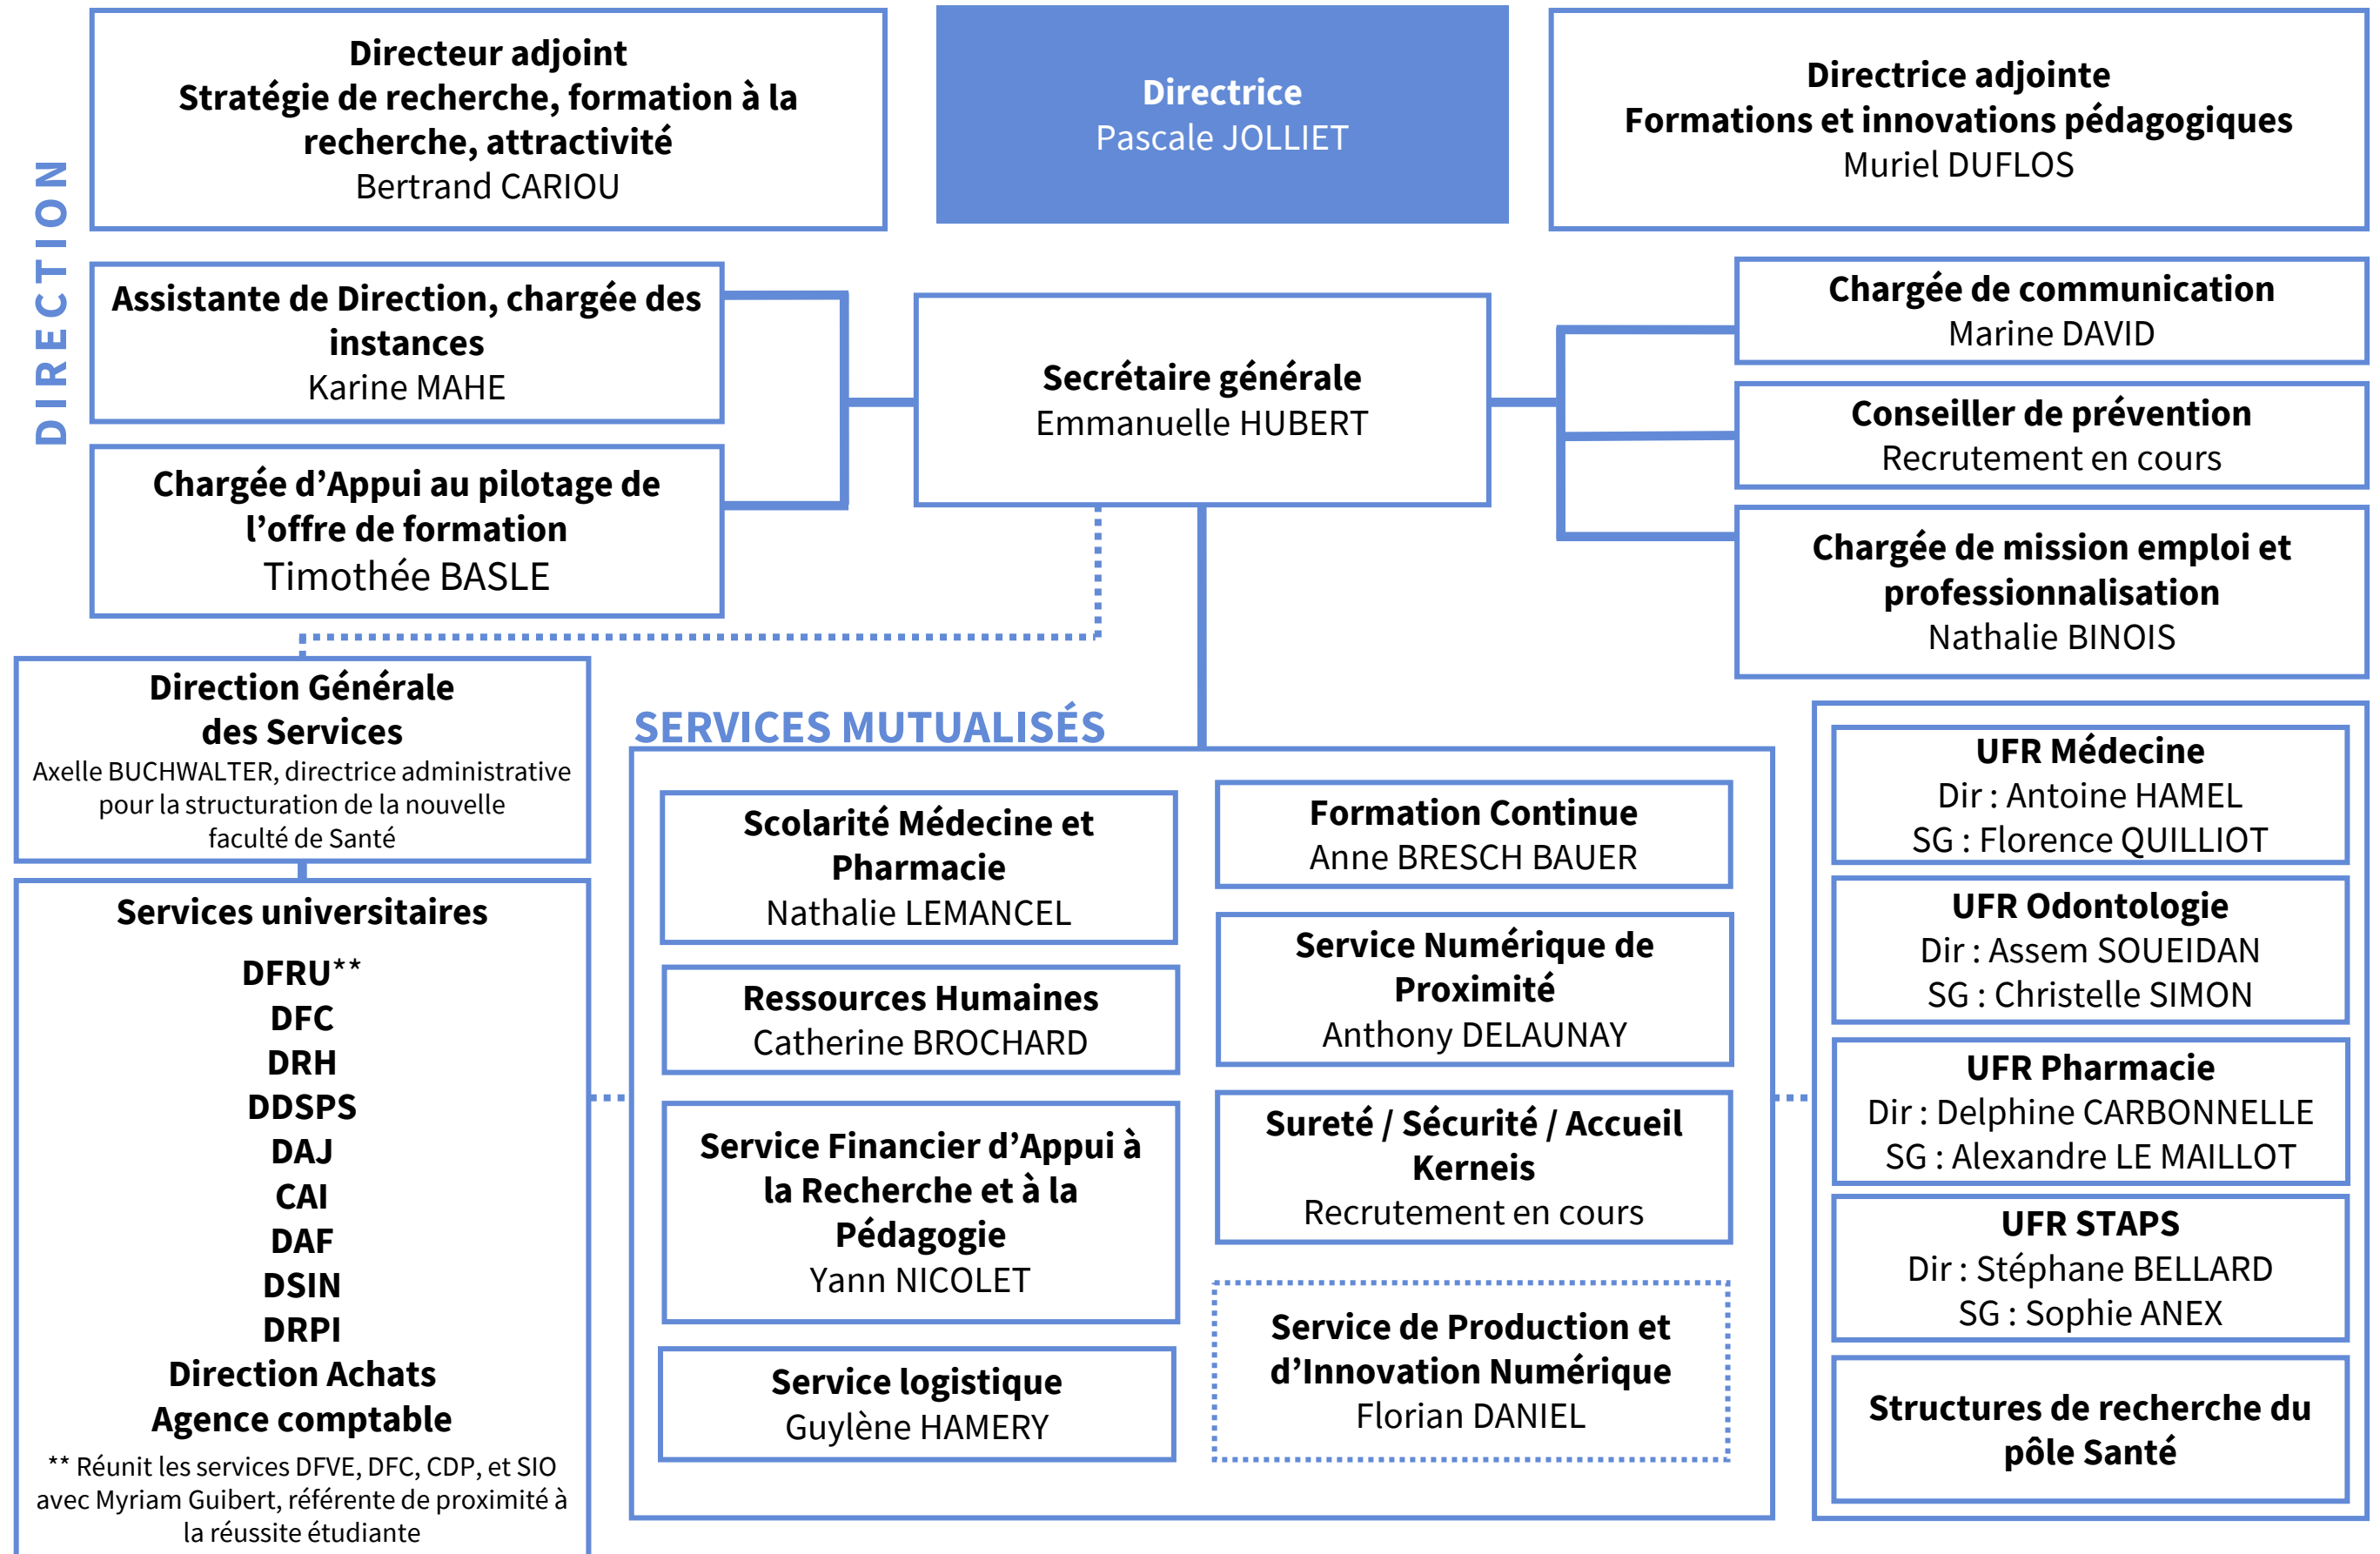 DIRECTION
Directeur adjoint
Stratégie de recherche, formation à la
recherche, attractivité
Bertrand CARIOU
Directrice
Pascale JOLLIET
Directrice adjointe
Formations et innovations pédagogiques
Muriel DUFLOS
Assistante de Direction, chargée des
instances
Karine MAHE
Chargée d’Appui au pilotage de
l’offre de formation
Timothée BASLE
Secrétaire générale
Emmanuelle HUBERT
Chargée de communication
Marine DAVID
Conseiller de prévention
Recrutement en cours
Chargée de mission emploi et
professionnalisation
Nathalie BINOIS
Direction Générale
des Services
Axelle BUCHWALTER, directrice administrative
pour la structuration de la nouvelle
faculté de Santé
Services universitaires
DFRU**
DFC
DRH
DDSPS
DAJ
CAI
DAF
DSIN
DRPI
Direction Achats
Agence comptable
** Réunit les services DFVE, DFC, CDP, et SIO
avec Myriam Guibert, référente de proximité à
la réussite étudiante
SERVICES MUTUALISÉS
Scolarité Médecine et
Pharmacie
Nathalie LEMANCEL
Ressources Humaines
Catherine BROCHARD
Service Financier d’Appui à
la Recherche et à la
Pédagogie
Yann NICOLET
Service logistique
Guylène HAMERY
Formation Continue
Anne BRESCH BAUER
Service Numérique de
Proximité
Anthony DELAUNAY
Sureté / Sécurité / Accueil
Kerneis
Recrutement en cours
Service de Production et
d’Innovation Numérique
Florian DANIEL
UFR Médecine
Dir : Antoine HAMEL
SG : Florence QUILLIOT
UFR Odontologie
Dir : Assem SOUEIDAN
SG : Christelle SIMON
UFR Pharmacie
Dir : Delphine CARBONNELLE
SG : Alexandre LE MAILLOT
UFR STAPS
Dir : Stéphane BELLARD
SG : Sophie ANEX
Structures de recherche du
pôle Santé